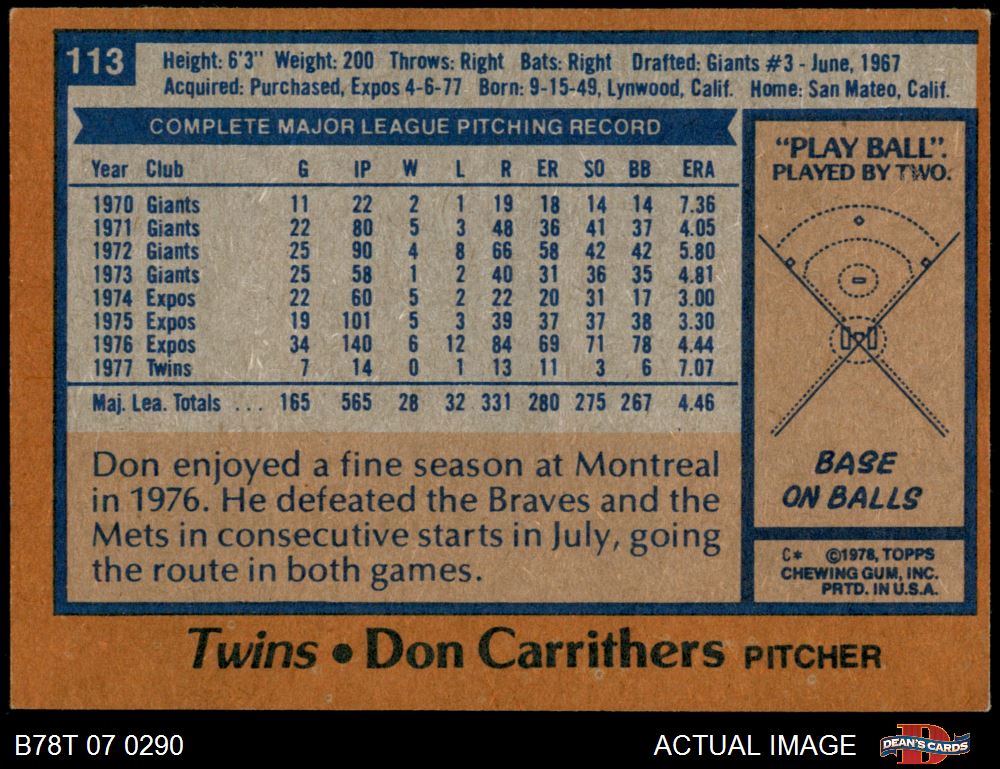 113
Height: 6'3" Weight: 200 Throws: Right Bats: Right Drafted: Giants #3 - June, 1967
Acquired: Purchased, Expos 4-6-77 Born: 9-15-49, Lynwood, Calif. Home: San Mateo, Calif.
COMPLETE MAJOR LEAGUE PITCHING RECORD
Year Club G IP W L R ER SO BB ERA
1970 Giants 11 22 2 1 19 18 14 14 7.36
1971 Giants 22 80 5 3 48 36 41 37 4.05
1972 Giants 25 90 4 8 66 58 42 42 5.80
1973 Giants 25 58 1 2 40 31 36 35 4.81
1974 Expos 22 60 5 2 22 20 31 17 3.00
1975 Expos 19 101 5 3 39 37 37 38 3.30
1976 Expos 34 140 6 12 84 69 71 78 4.44
1977 Twins 7 14 0 1 13 11 3 6 7.07
Maj. Lea. Totals ... 165 565 28 32 331 280 275 267 4.46
Don enjoyed a fine season at Montreal
in 1976. He defeated the Braves and the
Mets in consecutive starts in July, going
the route in both games.
"PLAY BALL".
PLAYED BY TWO.
BASE
ON BALLS
C* ©1978, TOPPS
CHEWING GUM, INC.
PRTD. IN U.S.A.
Twins • Don Carrithers PITCHER
B78T 07 0290
ACTUAL IMAGE
DEAN'S CARDS